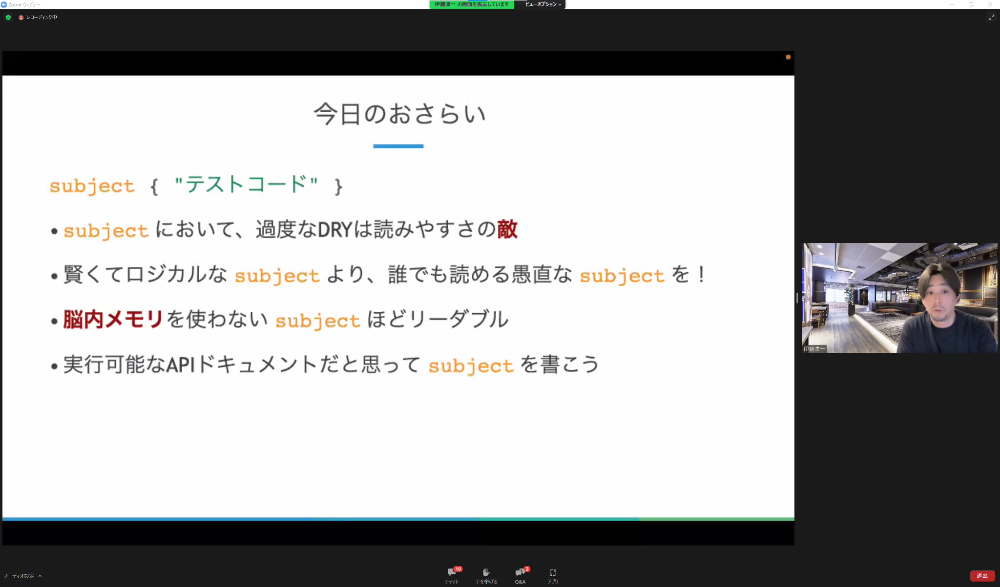 Zoom ウェビナー
伊藤淳一 の画面を表示しています
ビューオプション
レコーディング中
今日のおさらい
subject { "テストコード" }
• subject において、過度なDRYは読みやすさの敵
• 賢くてロジカルな subject より、誰でも読める愚直な subject を！
• 脳内メモリを使わない subject ほどリーダブル
• 実行可能なAPIドキュメントだと思って subject を書こう
伊藤淳一
オーディオ設定
10
チャット
手を挙げる
2
Q&A
アプリ
退出